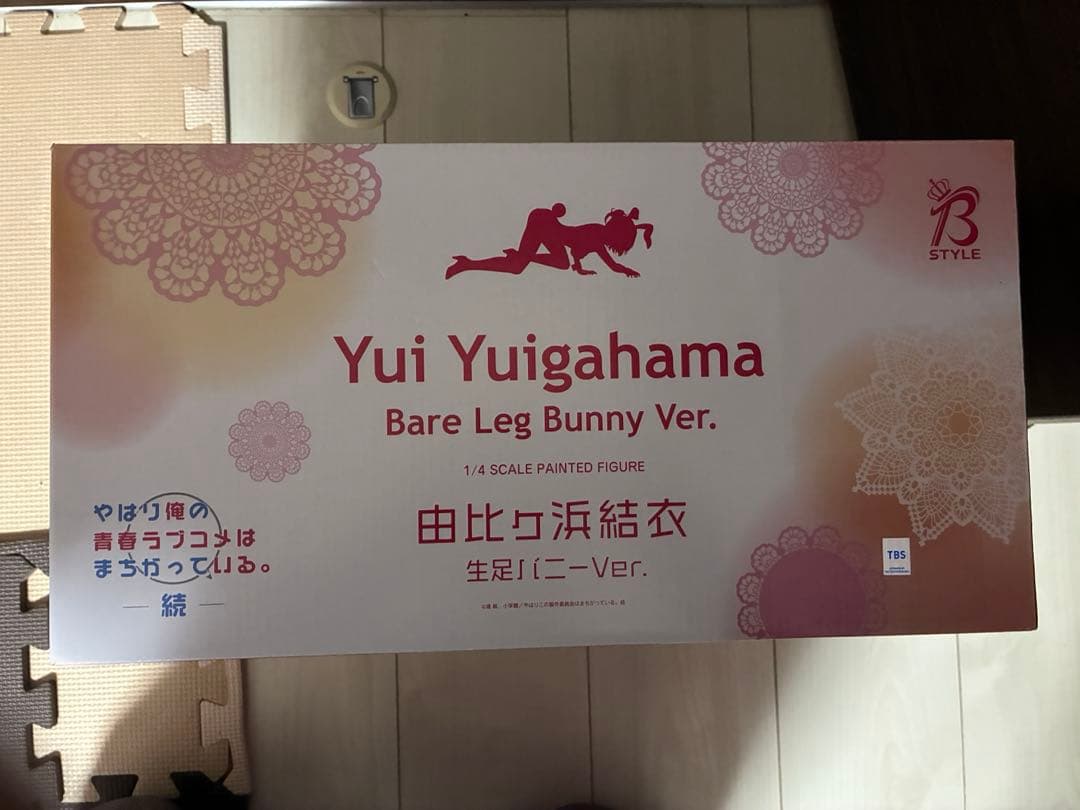 B
STYLE
Yui Yuigahama
Bare Leg Bunny Ver.
1/4 SCALE PAINTED FIGURE
由比ヶ浜結衣
生足バニーVer.
やはり俺の
青春ラブコメは
まちがっている。
続
TBS